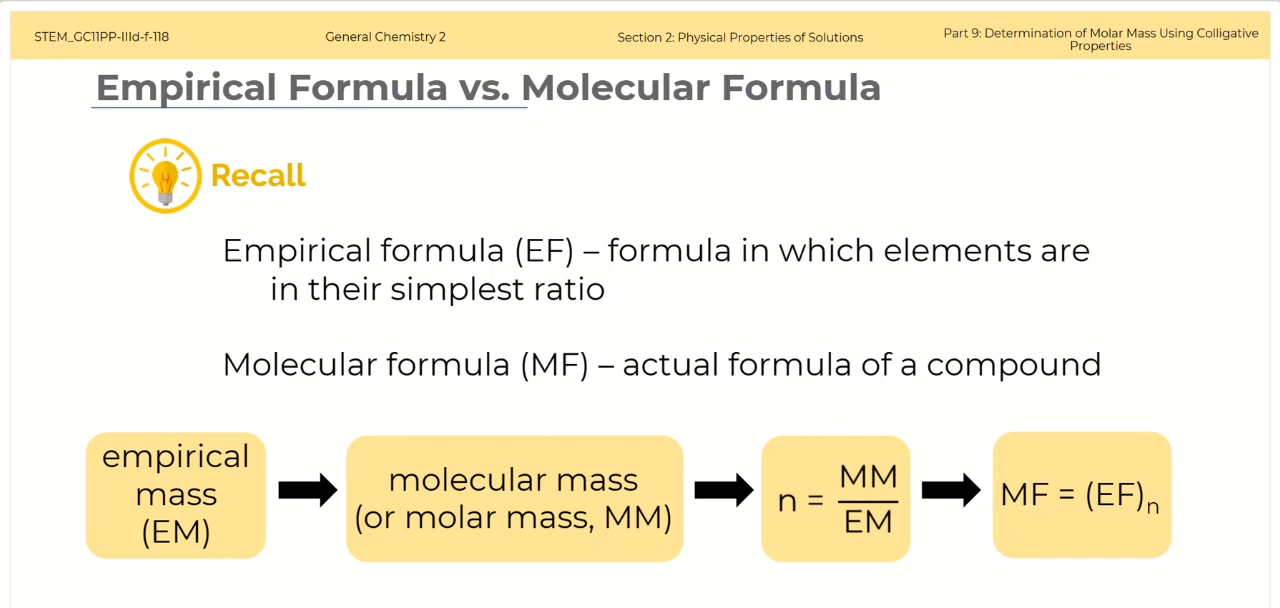 STEM_GC11PP-IIId-f-118
General Chemistry 2
Section 2: Physical Properties of Solutions
Part 9: Determination of Molar Mass Using Colligative
Properties
Empirical Formula vs. Molecular Formula
Recall
Empirical formula (EF) – formula in which elements are
in their simplest ratio
Molecular formula (MF) – actual formula of a compound
empirical
mass
(EM)
molecular mass
(or molar mass, MM)
n = MM/EM
MF = (EF)ₙ